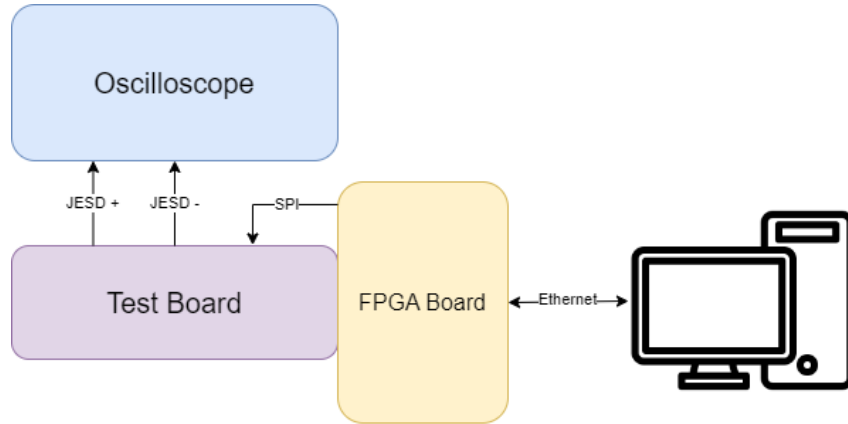 Oscilloscope
JESD +
JESD -
SPI
Test Board
FPGA Board
Ethernet